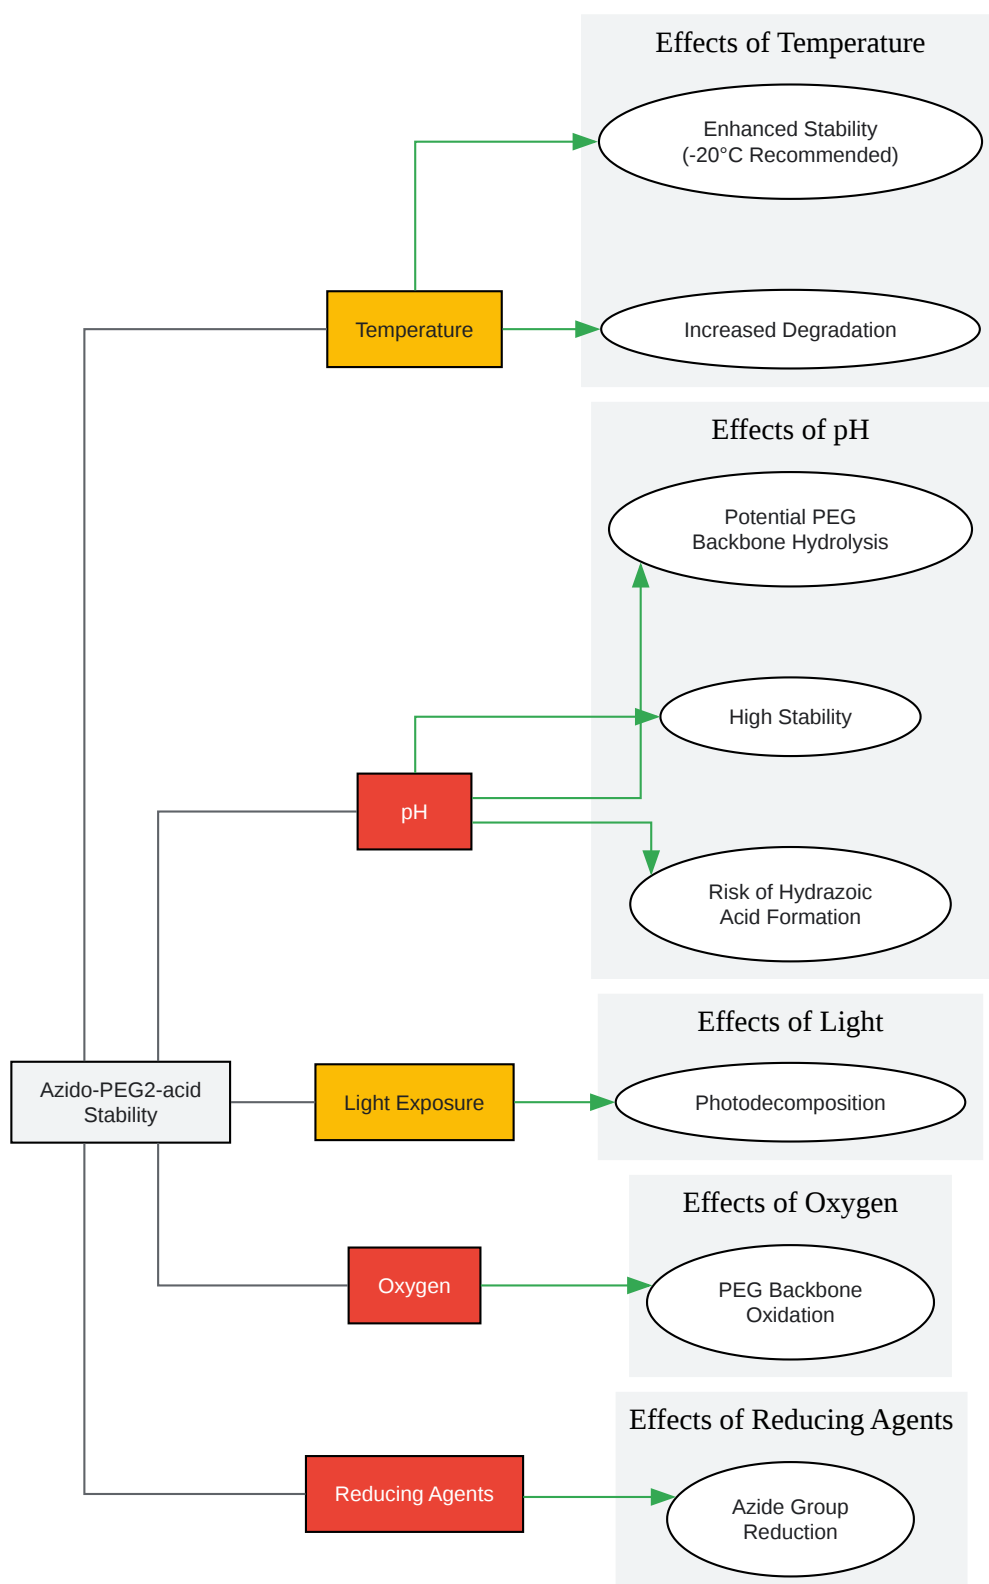 Effects of Temperature
Enhanced Stability
(-20°C Recommended)
Temperature
Increased Degradation
Effects of pH
Potential PEG
Backbone Hydrolysis
High Stability
pH
Risk of Hydrazoic
Acid Formation
Effects of Light
Azido-PEG2-acid
Stability
Light Exposure
Photodecomposition
Effects of Oxygen
Oxygen
PEG Backbone
Oxidation
Effects of Reducing Agents
Reducing Agents
Azide Group
Reduction